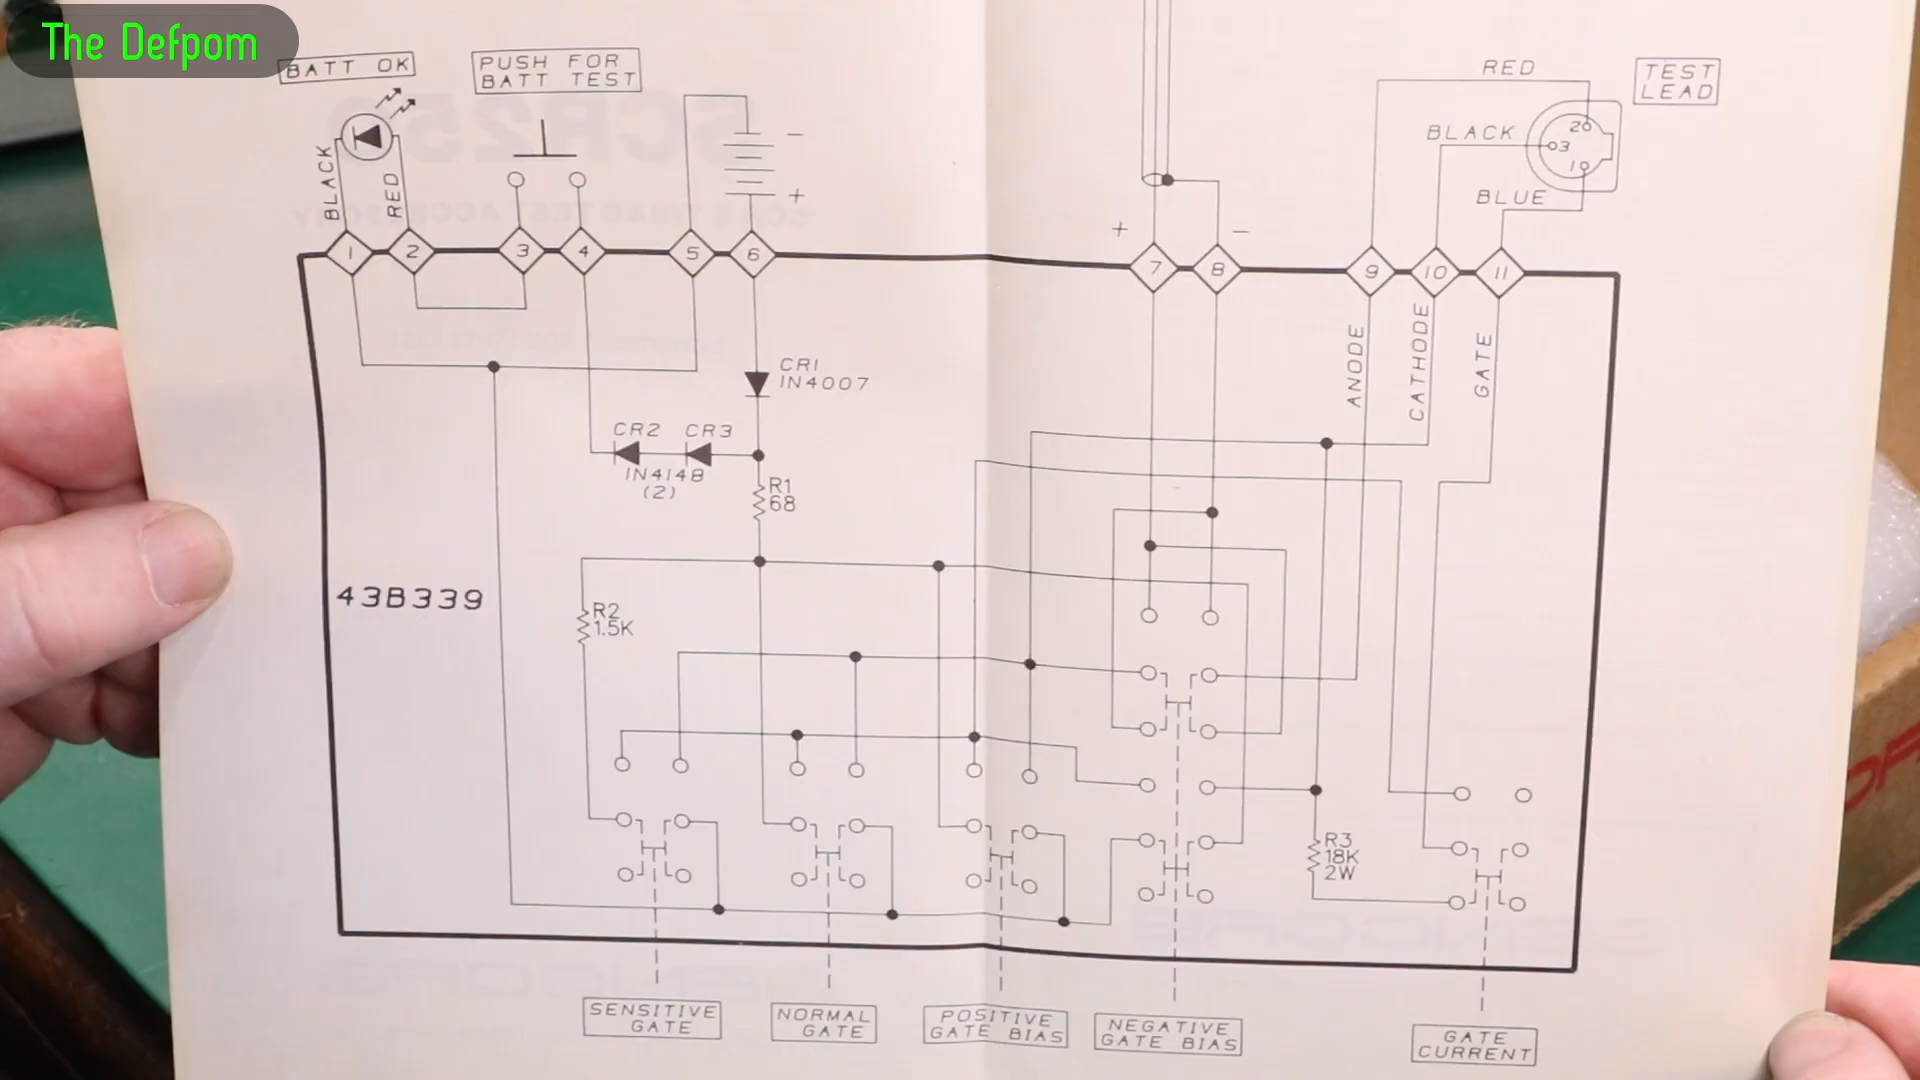 The Defpom
BATT OK
PUSH FOR
BATT TEST
RED
TEST
LEAD
BLACK
BLUE
BLACK
RED
-
+
+
-
2
3
1
1
2
3
4
5
6
7
8
9
10
11
ANODE
CATHODE
GATE
CR1
1N4007
CR2
CR3
1N4148
(2)
R1
68
43B339
R2
1.5K
R3
18K
2W
SENSITIVE
GATE
NORMAL
GATE
POSITIVE
GATE BIAS
NEGATIVE
GATE BIAS
GATE
CURRENT